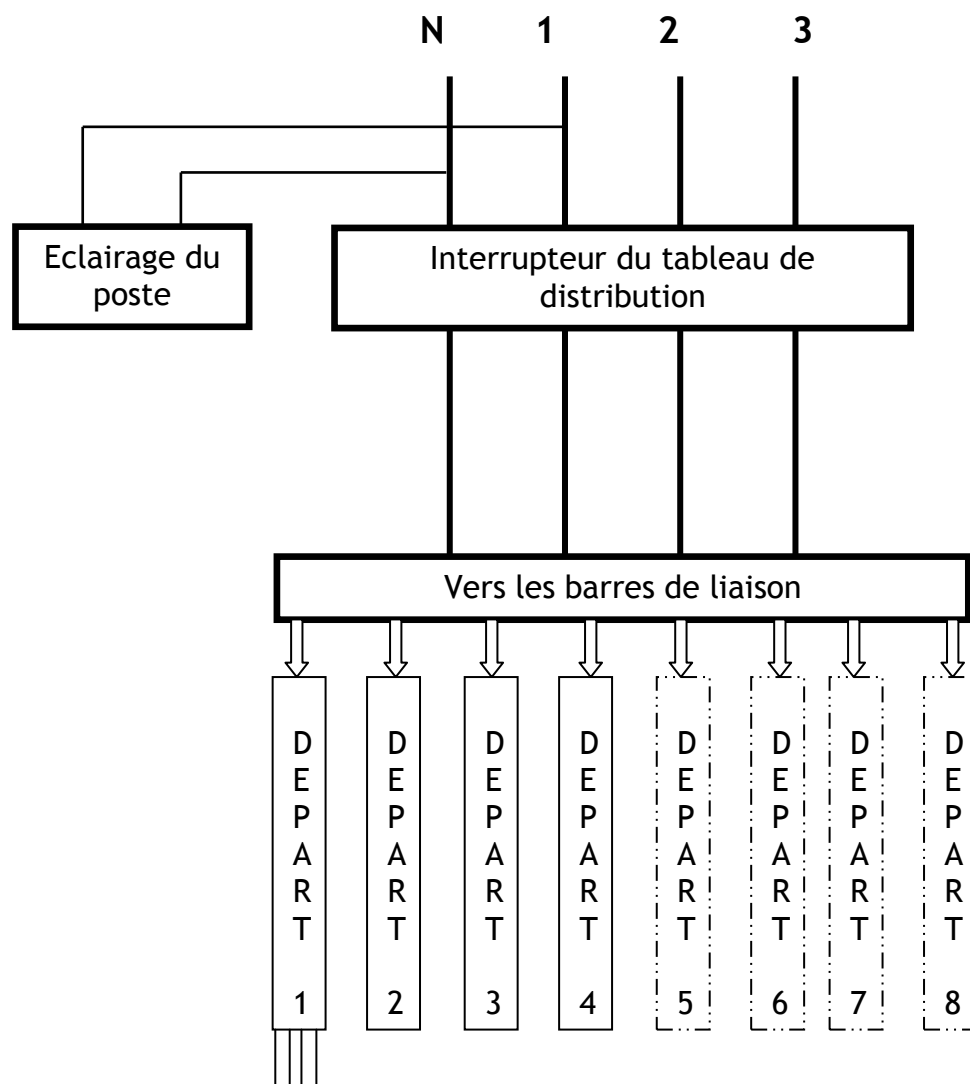 N 1 2 3
Eclairage du
poste
Interrupteur du tableau de
distribution
Vers les barres de liaison
DEPART 1
DEPART 2
DEPART 3
DEPART 4
DEPART 5
DEPART 6
DEPART 7
DEPART 8